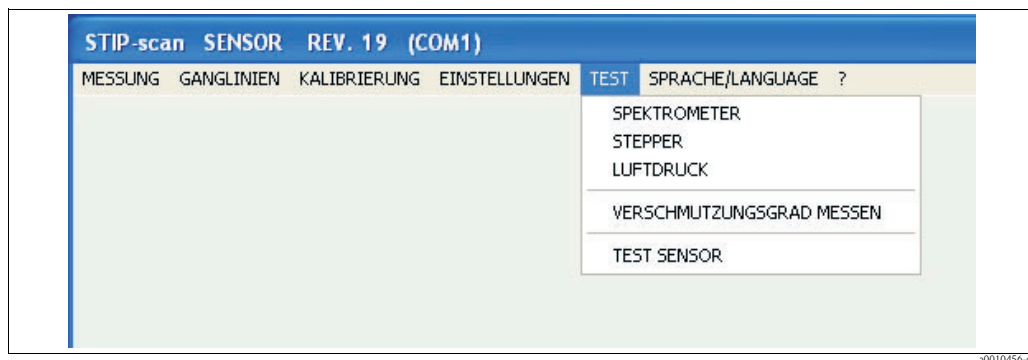 STIP-scan SENSOR REV. 19 (COM1)
MESSUNG GANGLINIEN KALIBRIERUNG EINSTELLUNGEN TEST SPRACHE/LANGUAGE ?
SPEKTROMETER
STEPPER
LUFTDRUCK
VERSCHMUTZUNGSGRAD MESSEN
TEST SENSOR